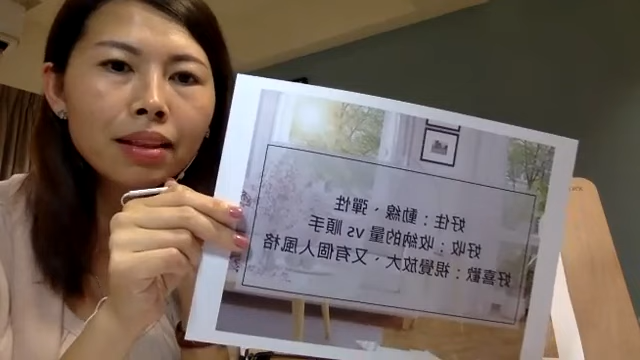 好住：動線、彈性
好收：收納的量 vs 順手
好喜歡：視覺放大、又有個人風格